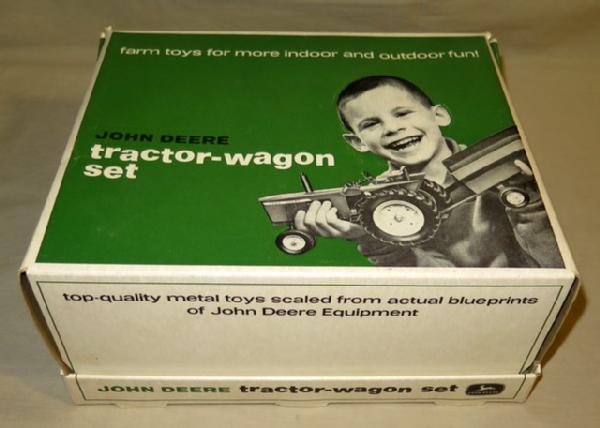 farm toys for more indoor and outdoor fun!
JOHN DEERE
tractor-wagon
set
top-quality metal toys scaled from actual blueprints
of John Deere Equipment
JOHN DEERE tractor-wagon set